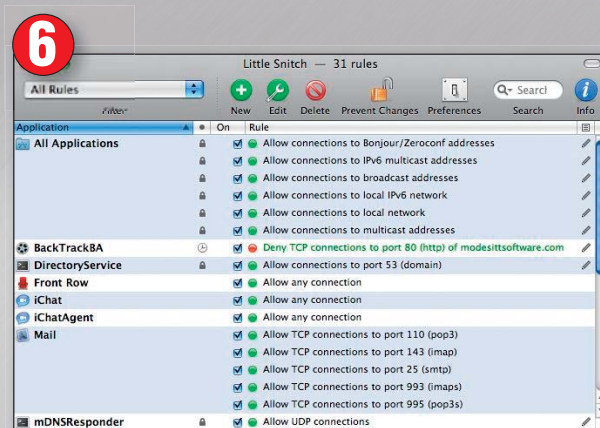 6
Little Snitch — 31 rules
All Rules
Search
Filter New Edit Delete Prevent Changes Preferences Search Info
Application On Rule
All Applications Allow connections to Bonjour/Zeroconf addresses
Allow connections to IPv6 multicast addresses
Allow connections to broadcast addresses
Allow connections to local IPv6 network
Allow connections to local network
Allow connections to multicast addresses
BackTrackBA Deny TCP connections to port 80 (http) of modesittsoftware.com
DirectoryService Allow connections to port 53 (domain)
Front Row Allow any connection
iChat Allow any connection
iChatAgent Allow any connection
Mail Allow TCP connections to port 110 (pop3)
Allow TCP connections to port 143 (imap)
Allow TCP connections to port 25 (smtp)
Allow TCP connections to port 993 (imaps)
Allow TCP connections to port 995 (pop3s)
mDNSResponder Allow UDP connections